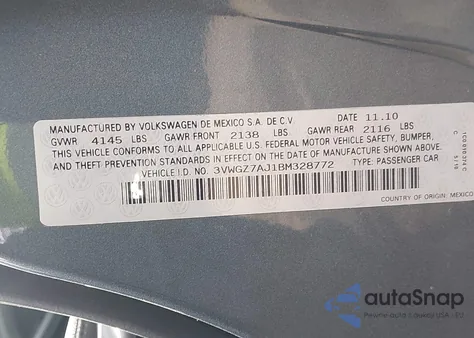 MANUFACTURED BY VOLKSWAGEN DE MEXICO S.A. DE C.V. DATE 11.10
GVWR 4145 LBS GAWR FRONT 2138 LBS GAWR REAR 2116 LBS
THIS VEHICLE CONFORMS TO ALL APPLICABLE U.S. FEDERAL MOTOR VEHICLE SAFETY, BUMPER,
AND THEFT PREVENTION STANDARDS IN EFFECT ON THE DATE OF MANUFACTURE SHOWN ABOVE
VEHICLE I.D. NO. 3VWGZ7AJ1BM328772 TYPE: PASSENGER CAR
COUNTRY OF ORIGIN: MEXICO
autoSnap
USA - EU